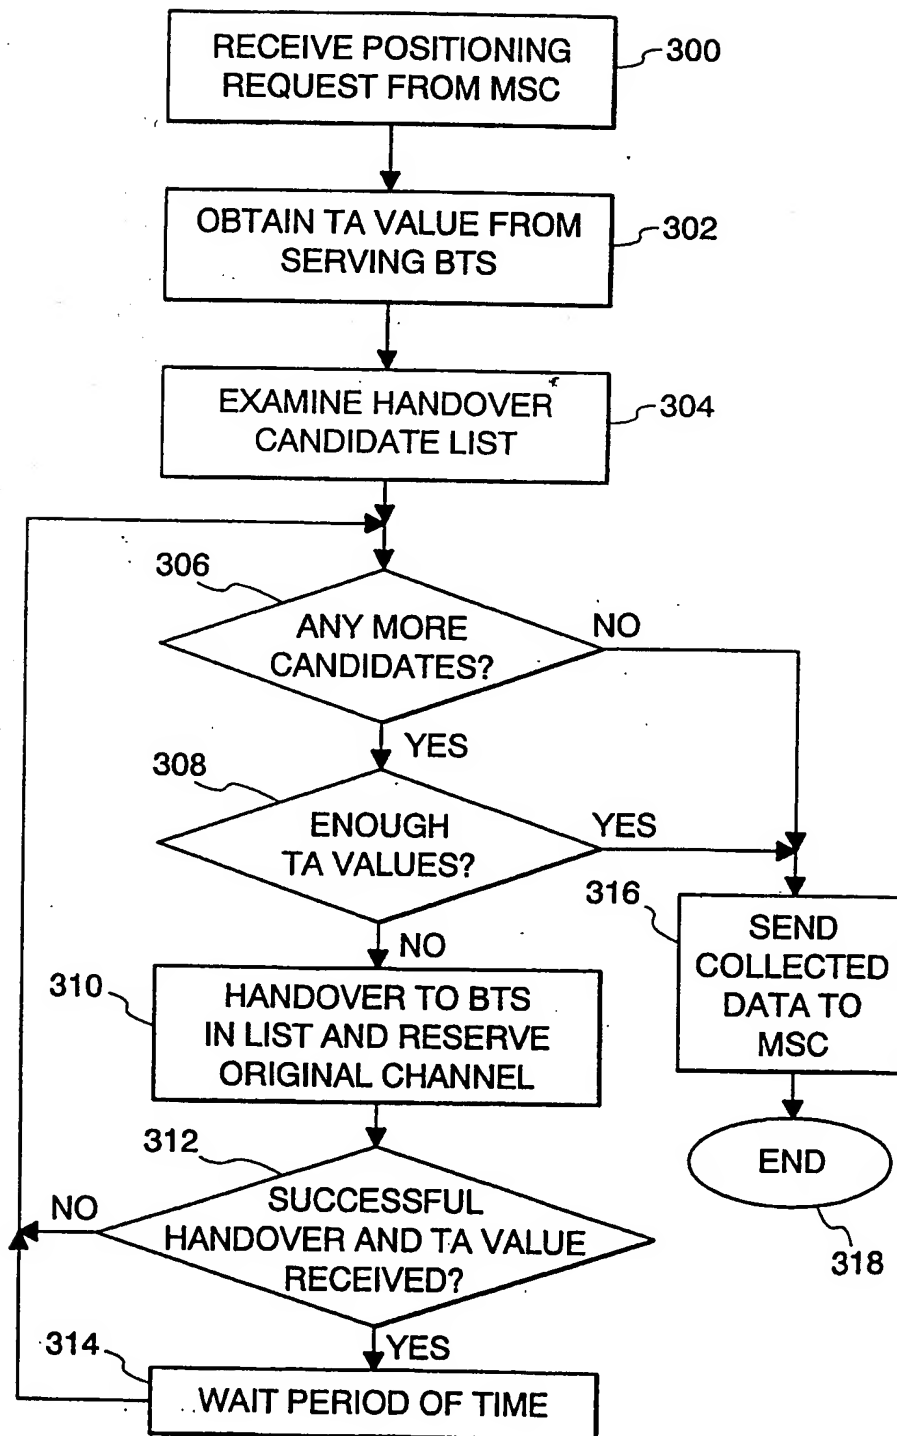 RECEIVE POSITIONING
REQUEST FROM MSC
300
OBTAIN TA VALUE FROM
SERVING BTS
302
EXAMINE HANDOVER
CANDIDATE LIST
304
306
ANY MORE
CANDIDATES?
NO
YES
308
ENOUGH
TA VALUES?
YES
NO
316
SEND
COLLECTED
DATA TO
MSC
310
HANDOVER TO BTS
IN LIST AND RESERVE
ORIGINAL CHANNEL
312
SUCCESSFUL
HANDOVER AND TA VALUE
RECEIVED?
NO
YES
END
318
314
WAIT PERIOD OF TIME